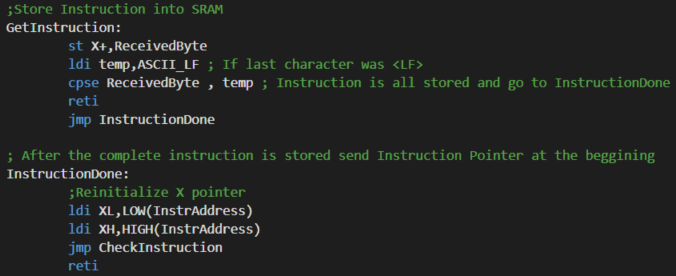 ;Store Instruction into SRAM
GetInstruction:
st X+,ReceivedByte
ldi temp,ASCII_LF ; If last character was <LF>
cpse ReceivedByte , temp ; Instruction is all stored and go to InstructionDone
reti
jmp InstructionDone
; After the complete instruction is stored send Instruction Pointer at the beggining
InstructionDone:
;Reinitialize X pointer
ldi XL,LOW(InstrAddress)
ldi XH,HIGH(InstrAddress)
jmp CheckInstruction
reti